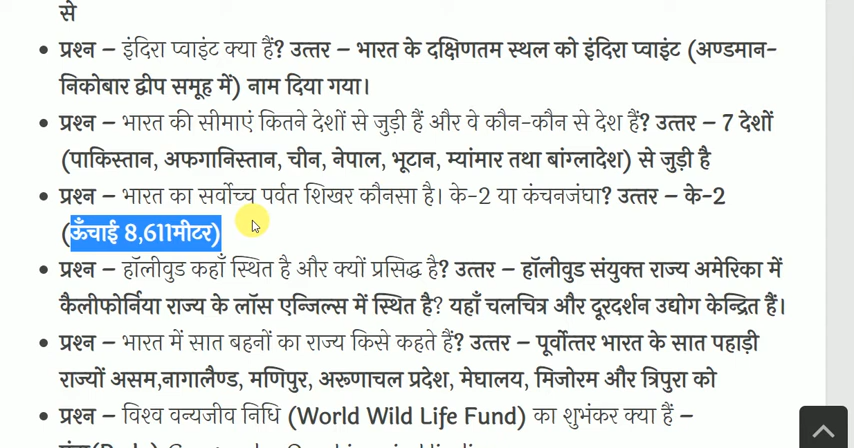 से
प्रश्न – इंदिरा प्वाइंट क्या हैं? उत्तर – भारत के दक्षिणतम स्थल को इंदिरा प्वाइंट (अण्डमान-
निकोबार द्वीप समूह में) नाम दिया गया।
प्रश्न – भारत की सीमाएं कितने देशों से जुड़ी हैं और वे कौन-कौन से देश हैं? उत्तर – 7 देशों
(पाकिस्तान, अफगानिस्तान, चीन, नेपाल, भूटान, म्यांमार तथा बांग्लादेश) से जुड़ी है
प्रश्न – भारत का सर्वोच्च पर्वत शिखर कौनसा है। के-2 या कंचनजंघा? उत्तर – के-2
(ऊँचाई 8,611मीटर)
प्रश्न – हॉलीवुड कहाँ स्थित है और क्यों प्रसिद्ध है? उत्तर – हॉलीवुड संयुक्त राज्य अमेरिका में
कैलीफोर्निया राज्य के लॉस एन्जिल्स में स्थित है? यहाँ चलचित्र और दूरदर्शन उद्योग केन्द्रित हैं।
प्रश्न – भारत में सात बहनों का राज्य किसे कहते हैं? उत्तर – पूर्वोत्तर भारत के सात पहाड़ी
राज्यों असम,नागालैण्ड, मणिपुर, अरूणाचल प्रदेश, मेघालय, मिजोरम और त्रिपुरा को
प्रश्न – विश्व वन्यजीव निधि (World Wild Life Fund) का शुभंकर क्या हैं –